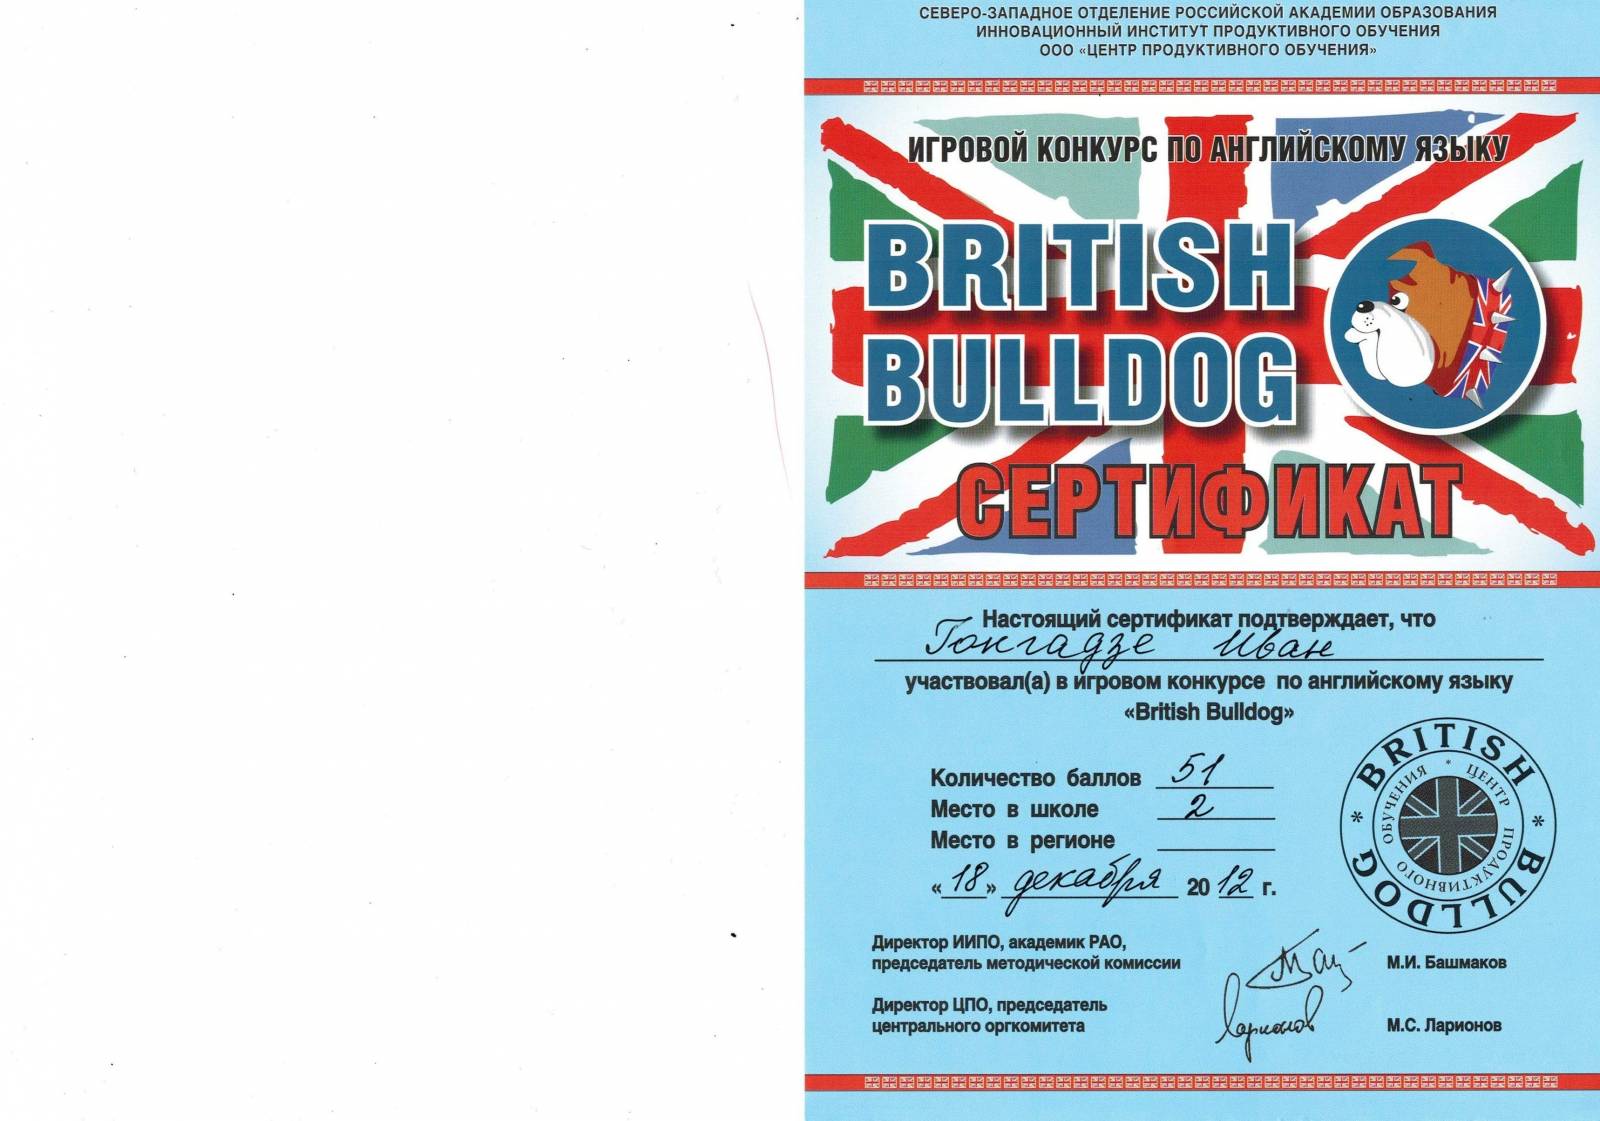 СЕВЕРО-ЗАПАДНОЕ ОТДЕЛЕНИЕ РОССИЙСКОЙ АКАДЕМИИ ОБРАЗОВАНИЯ
ИННОВАЦИОННЫЙ ИНСТИТУТ ПРОДУКТИВНОГО ОБУЧЕНИЯ
ООО «ЦЕНТР ПРОДУКТИВНОГО ОБУЧЕНИЯ»
ИГРОВОЙ КОНКУРС ПО АНГЛИЙСКОМУ ЯЗЫКУ
BRITISH
BULLDOG
СЕРТИФИКАТ
Настоящий сертификат подтверждает, что
Гонгадзе Иван
участвовал(а) в игровом конкурсе по английскому языку
«British Bulldog»
Количество баллов 51
Место в школе 2
Место в регионе
«18» декабря 2012 г.
BRITISH * BULLDOG *
ЦЕНТР ПРОДУКТИВНОГО ОБУЧЕНИЯ *
Директор ИИПО, академик РАО,
председатель методической комиссии М.И. Башмаков
Директор ЦПО, председатель
центрального оргкомитета Ларионов М.С. Ларионов